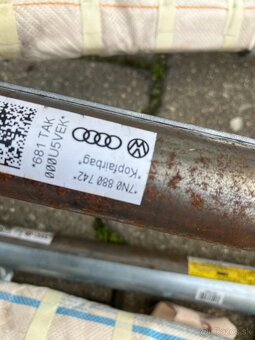 *7N0 880 742*
*Kopfairbag*
*681 TAK
000U5VEK*